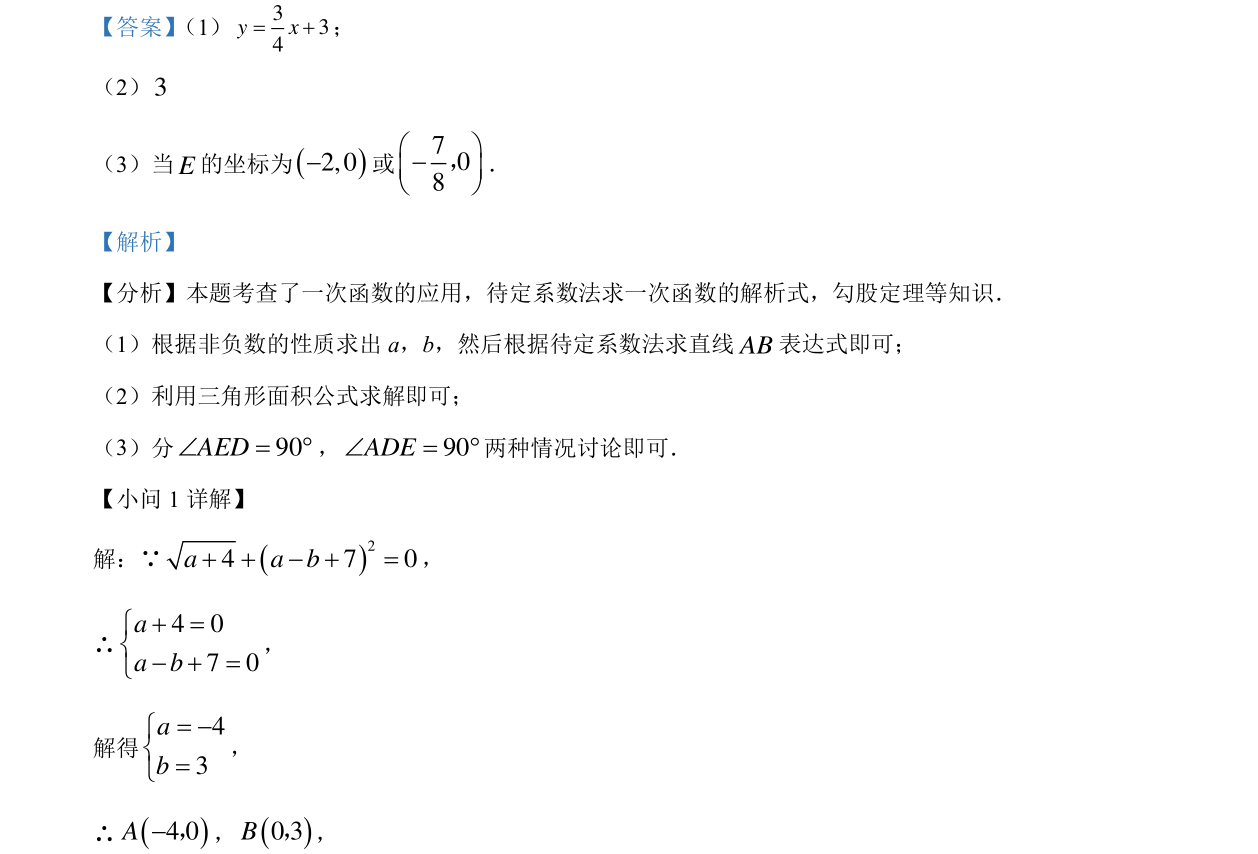 【答案】（1） y = 3/4 x + 3；
（2） 3
（3）当 E 的坐标为 (−2, 0) 或 (−7/8, 0)．
【解析】
【分析】本题考查了一次函数的应用，待定系数法求一次函数的解析式，勾股定理等知识．
（1）根据非负数的性质求出 a，b，然后根据待定系数法求直线 AB 表达式即可；
（2）利用三角形面积公式求解即可；
（3）分 ∠AED = 90°，∠ADE = 90° 两种情况讨论即可．
【小问 1 详解】
解：∵ √(a + 4) + (a − b + 7)² = 0，
∴ { a + 4 = 0
a − b + 7 = 0 ，
解得 { a = −4
b = 3 ，
∴ A(−4,0)，B(0,3)，